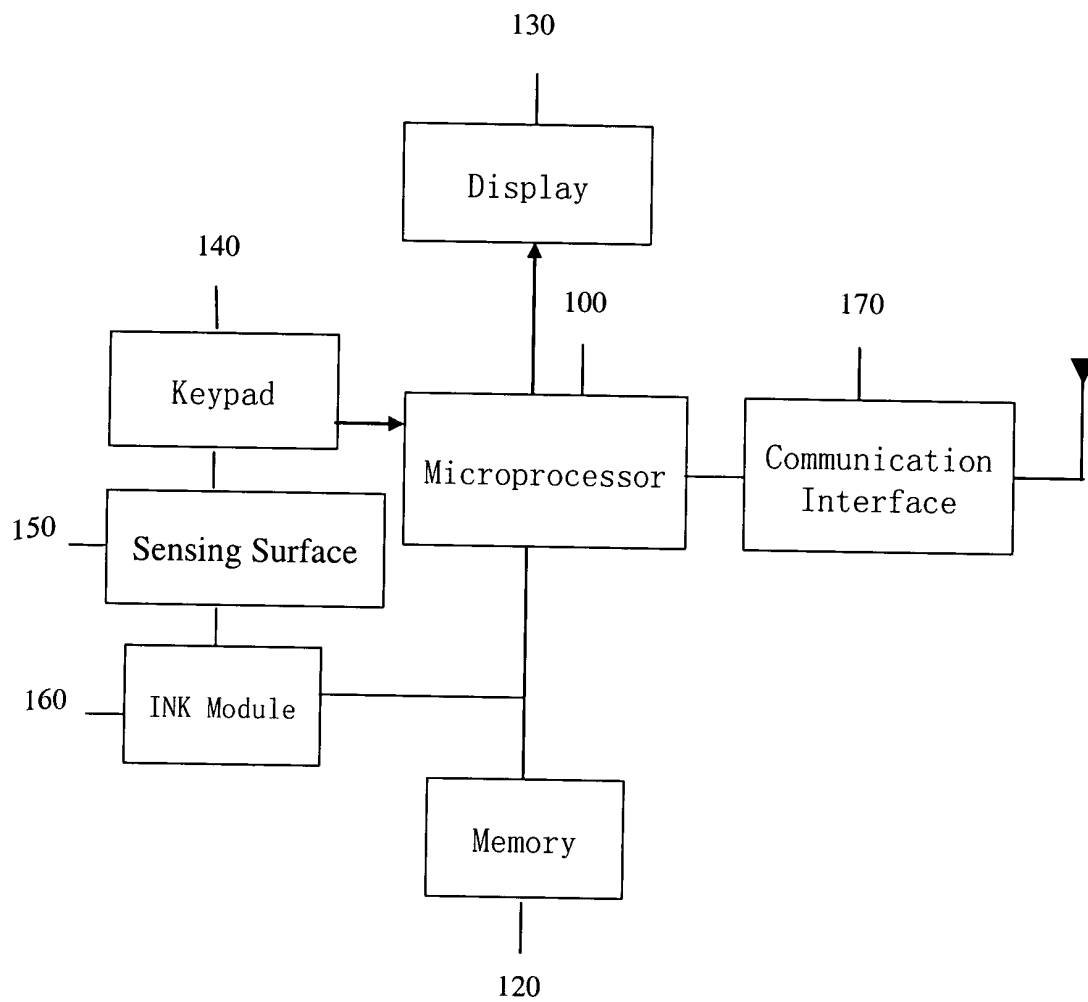 130
Display
140
100
170
Keypad
Microprocessor
Communication
Interface
150
Sensing Surface
160
INK Module
Memory
120